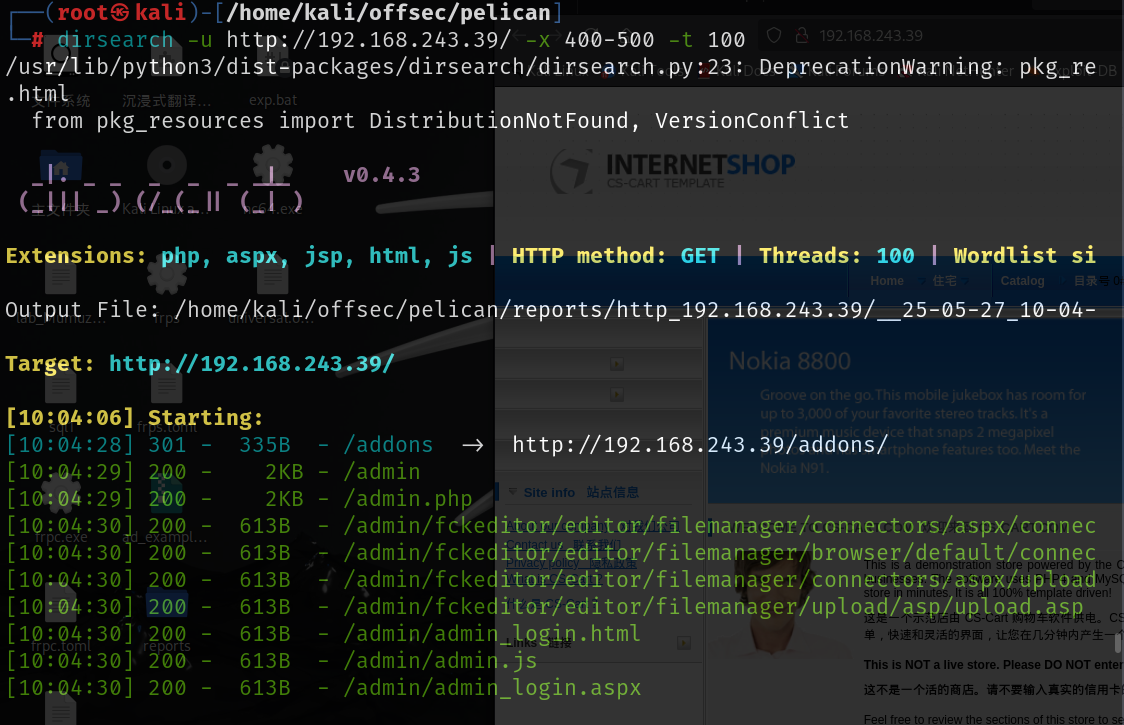 ┌──(root㉿kali)-[/home/kali/offsec/pelican]
└─# dirsearch -u http://192.168.243.39/ -x 400-500 -t 100
/usr/lib/python3/dist-packages/dirsearch/dirsearch.py:23: DeprecationWarning: pkg_re
.html
from pkg_resources import DistributionNotFound, VersionConflict
v0.4.3
Extensions: php, aspx, jsp, html, js | HTTP method: GET | Threads: 100 | Wordlist si
Output File: /home/kali/offsec/pelican/reports/http_192.168.243.39/__25-05-27_10-04-
Target: http://192.168.243.39/
[10:04:06] Starting:
[10:04:28] 301 - 335B - /addons → http://192.168.243.39/addons/
[10:04:29] 200 - 2KB - /admin
[10:04:29] 200 - 2KB - /admin.php
[10:04:30] 200 - 613B - /admin/fckeditor/editor/filemanager/connectors/aspx/connec
[10:04:30] 200 - 613B - /admin/fckeditor/editor/filemanager/browser/default/connec
[10:04:30] 200 - 613B - /admin/fckeditor/editor/filemanager/connectors/aspx/upload
[10:04:30] 200 - 613B - /admin/fckeditor/editor/filemanager/upload/asp/upload.asp
[10:04:30] 200 - 613B - /admin/admin_login.html
[10:04:30] 200 - 613B - /admin/admin.js
[10:04:30] 200 - 613B - /admin/admin_login.aspx
192.168.243.39
INTERNETSHOP
CS-CART TEMPLATE
Home 住宅 Catalog 目录
Nokia 8800
Groove on the go. This mobile jukebox has room for
up to 3,000 of your favorite stereo tracks. It's a
premium music device that snaps 2 megapixel
smartphone features too. Meet the
Nokia N91.
Site info 站点信息
Contact us 联系我们
Privacy policy 隐私政策
Links 链接
This is a demonstration store powered by the C
store in minutes. It is all 100% template driven!
这是一个示范店由 CS-Cart 购物车软件供电。CS
单，快速和灵活的界面，让您在几分钟内产生一个
This is NOT a live store. Please DO NOT enter
这不是一个活的商店。请不要输入真实的信用卡的
Feel free to review the sections of this store to se
文件系统
沉浸式翻译...
exp.bat
主文件夹
Kali Linux a...
nc64.exe
frps
universal.o...
sqli
frps.toml
frpc.exe
ad_exampl...
frpc.toml
reports